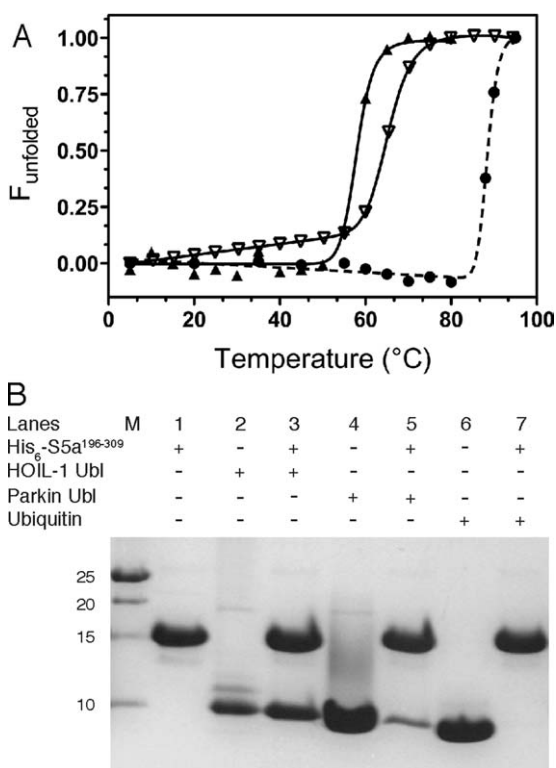 A
1.00
0.75
0.50
0.25
0.00
F unfolded
0 20 40 60 80 100
Temperature (°C)
B
Lanes M 1 2 3 4 5 6 7
His6-S5a196-309 + - + - + - +
HOIL-1 Ubl - + + - - - -
Parkin Ubl - - - + + - -
Ubiquitin - - - - - + +
25
20
15
10